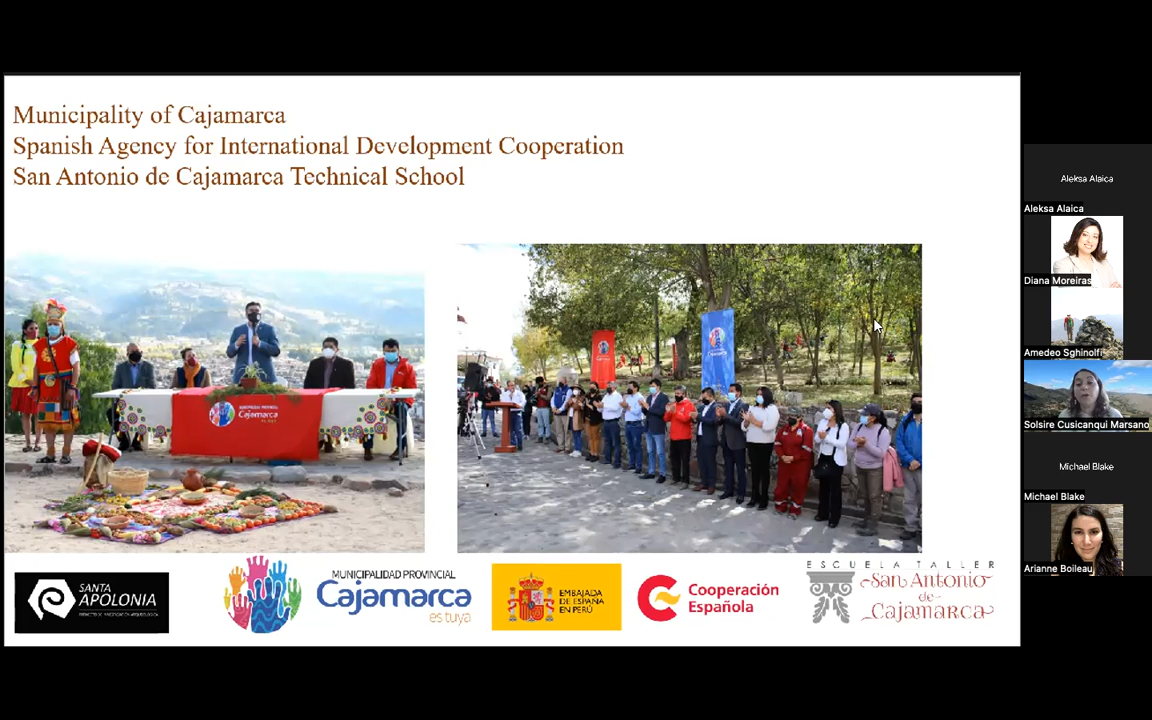 Municipality of Cajamarca
Spanish Agency for International Development Cooperation
San Antonio de Cajamarca Technical School
Cajamarca
SANTA
APOLONIA
MUNICIPALIDAD PROVINCIAL
Cajamarca
es tuya
EMBAJADA
DE ESPAÑA
EN PERÚ
Cooperación
Española
ESCUELA TALLER
San Antonio
de
Cajamarca
Aleksa Alaica
Aleksa Alaica
Diana Moreiras
Amedeo Sghinolfi
Solsire Cusicanqui Marsano
Michael Blake
Michael Blake
Arianne Boileau